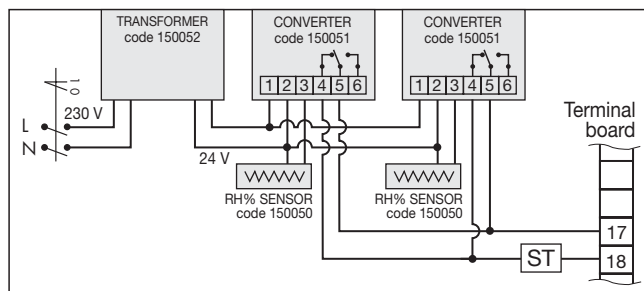 TRANSFORMER
code 150052
CONVERTER
code 150051
CONVERTER
code 150051
1 2 3 4 5 6
1 2 3 4 5 6
1 0
230 V
L
N
24 V
Terminal
board
RH% SENSOR
code 150050
RH% SENSOR
code 150050
17
ST
18